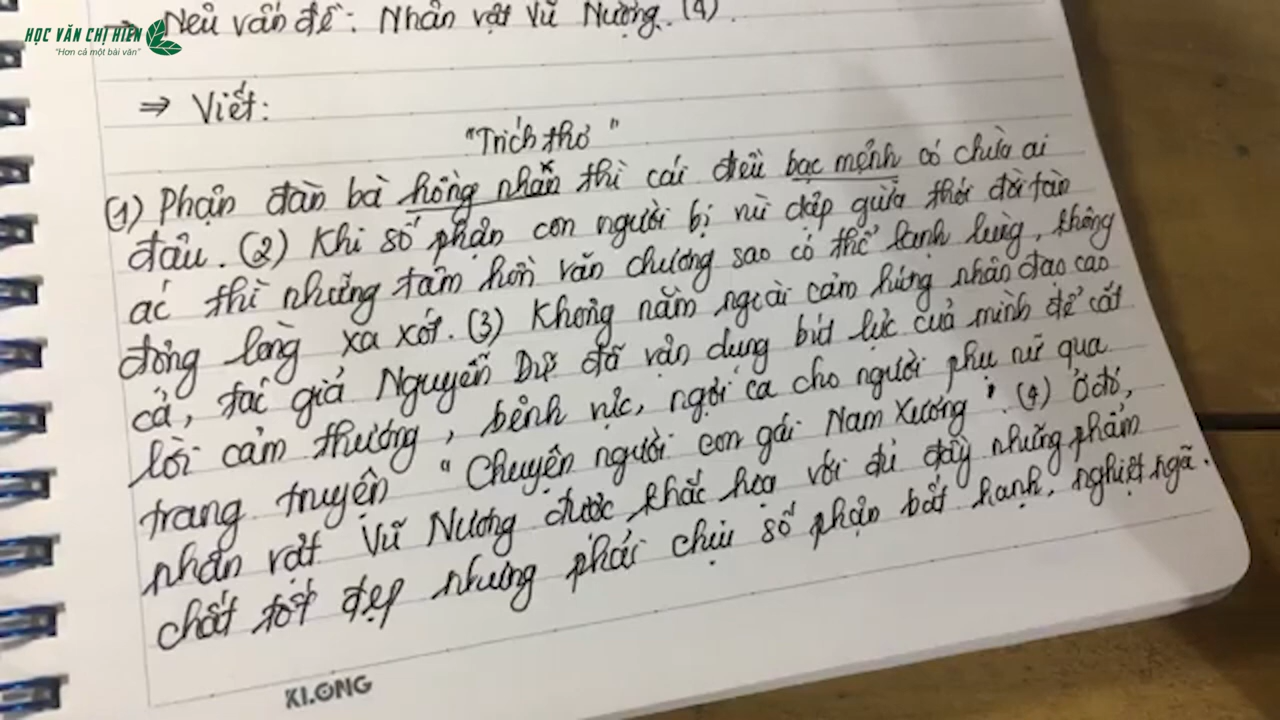 HỌC VĂN CHỊ HIÊN
"Hơn cả một bài văn"
⇒ Nêu vấn đề: Nhân vật Vũ Nương. (4).
⇒ Viết:
"Trích thơ"
(1) Phận đàn bà hồng nhan thì cái điều bạc mệnh có chừa ai
đâu. (2) Khi số phận con người bị vùi dập giữa thời đời tàn
ác thì những tâm hồn văn chương sao có thể lạnh lùng, không
động lòng xa xót. (3) Không nằm ngoài cảm hứng nhân đạo cao
cả, tác giả Nguyễn Dữ đã vận dụng bút lực của mình để cất
lời cảm thương, bênh vực, ngợi ca cho người phụ nữ qua
trang truyện "Chuyện người con gái Nam Xương". (4) Ở đó,
nhân vật Vũ Nương được khắc họa với đủ đầy những phẩm
chất tốt đẹp nhưng phải chịu số phận bất hạnh, nghiệt ngã.
KLONG